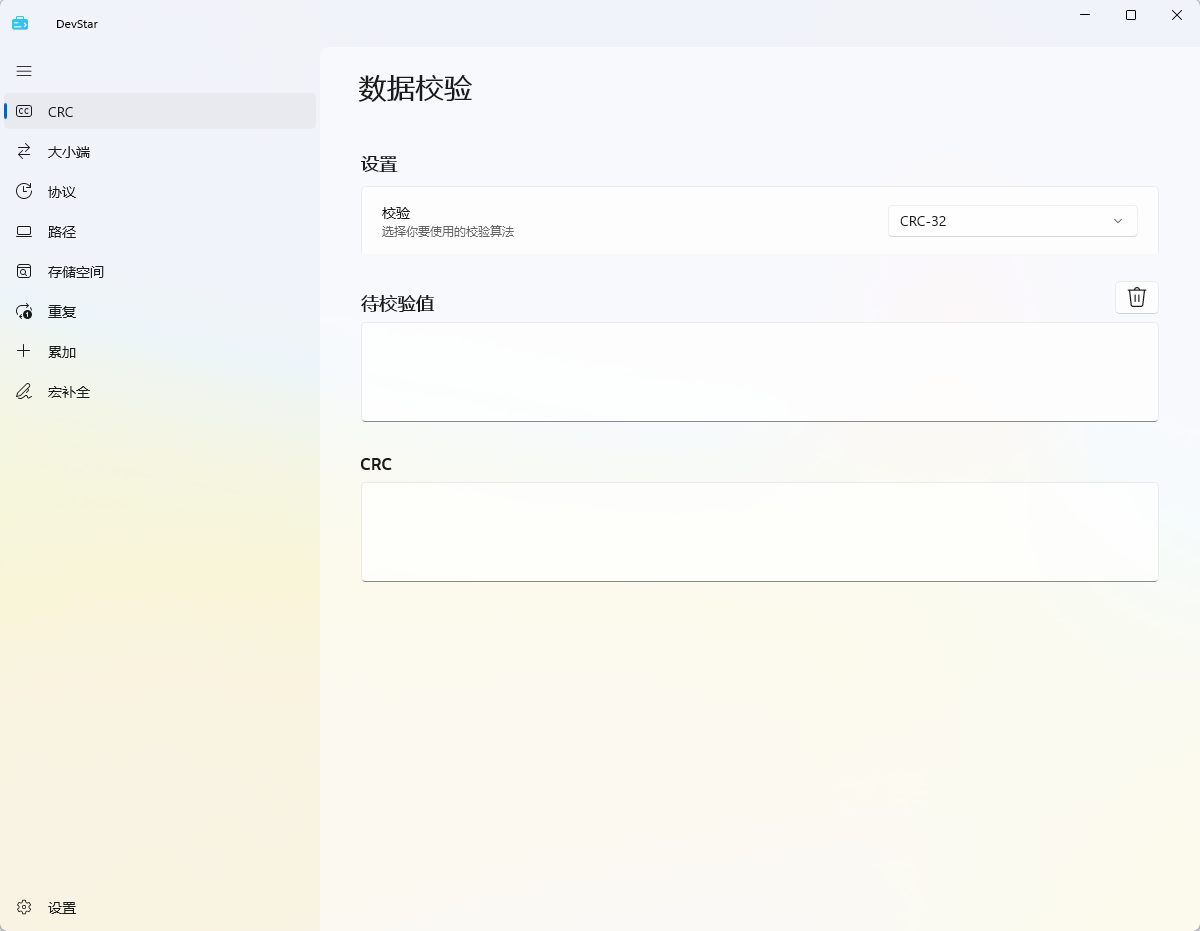 DevStar
CRC
大小端
协议
路径
存储空间
重复
累加
宏补全
设置
数据校验
设置
校验
选择你要使用的校验算法
CRC-32
待校验值
CRC